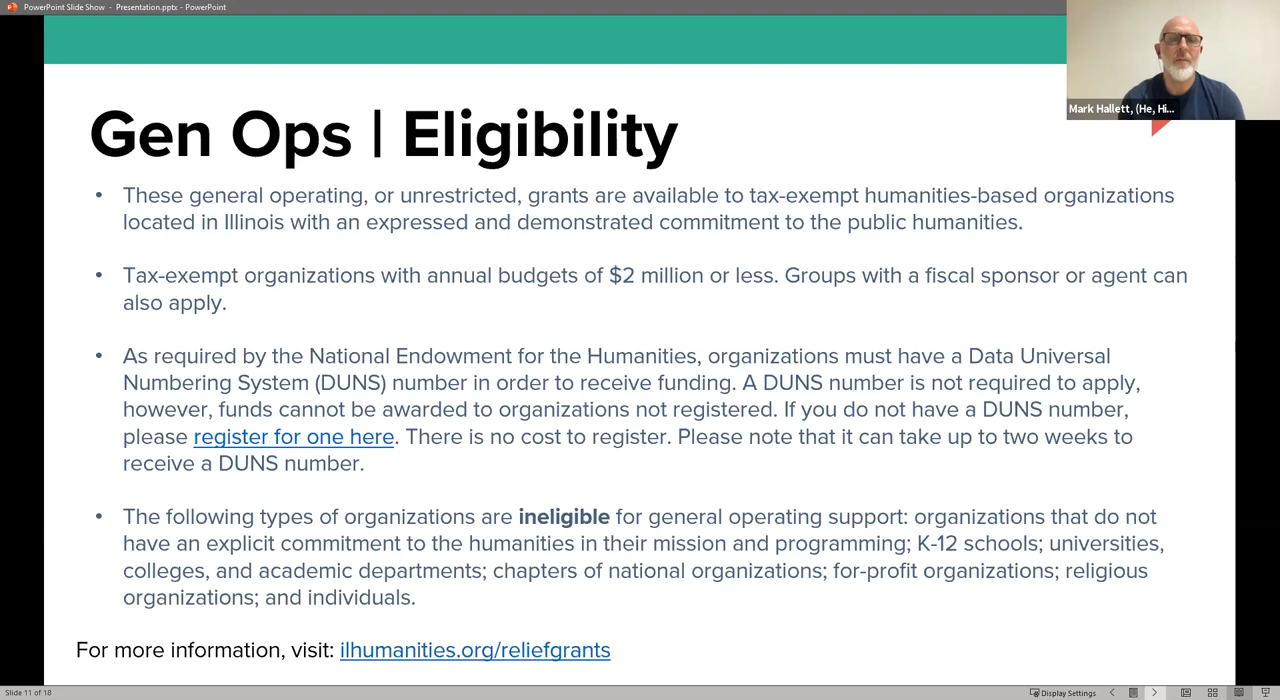 PowerPoint Slide Show - Presentation.pptx - PowerPoint
Mark Hallett, (He, Hi...
Gen Ops | Eligibility
• These general operating, or unrestricted, grants are available to tax-exempt humanities-based organizations
located in Illinois with an expressed and demonstrated commitment to the public humanities.
• Tax-exempt organizations with annual budgets of $2 million or less. Groups with a fiscal sponsor or agent can
also apply.
• As required by the National Endowment for the Humanities, organizations must have a Data Universal
Numbering System (DUNS) number in order to receive funding. A DUNS number is not required to apply,
however, funds cannot be awarded to organizations not registered. If you do not have a DUNS number,
please register for one here. There is no cost to register. Please note that it can take up to two weeks to
receive a DUNS number.
• The following types of organizations are ineligible for general operating support: organizations that do not
have an explicit commitment to the humanities in their mission and programming; K-12 schools; universities,
colleges, and academic departments; chapters of national organizations; for-profit organizations; religious
organizations; and individuals.
For more information, visit: ilhumanities.org/reliefgrants
Slide 11 of 18
Display Settings